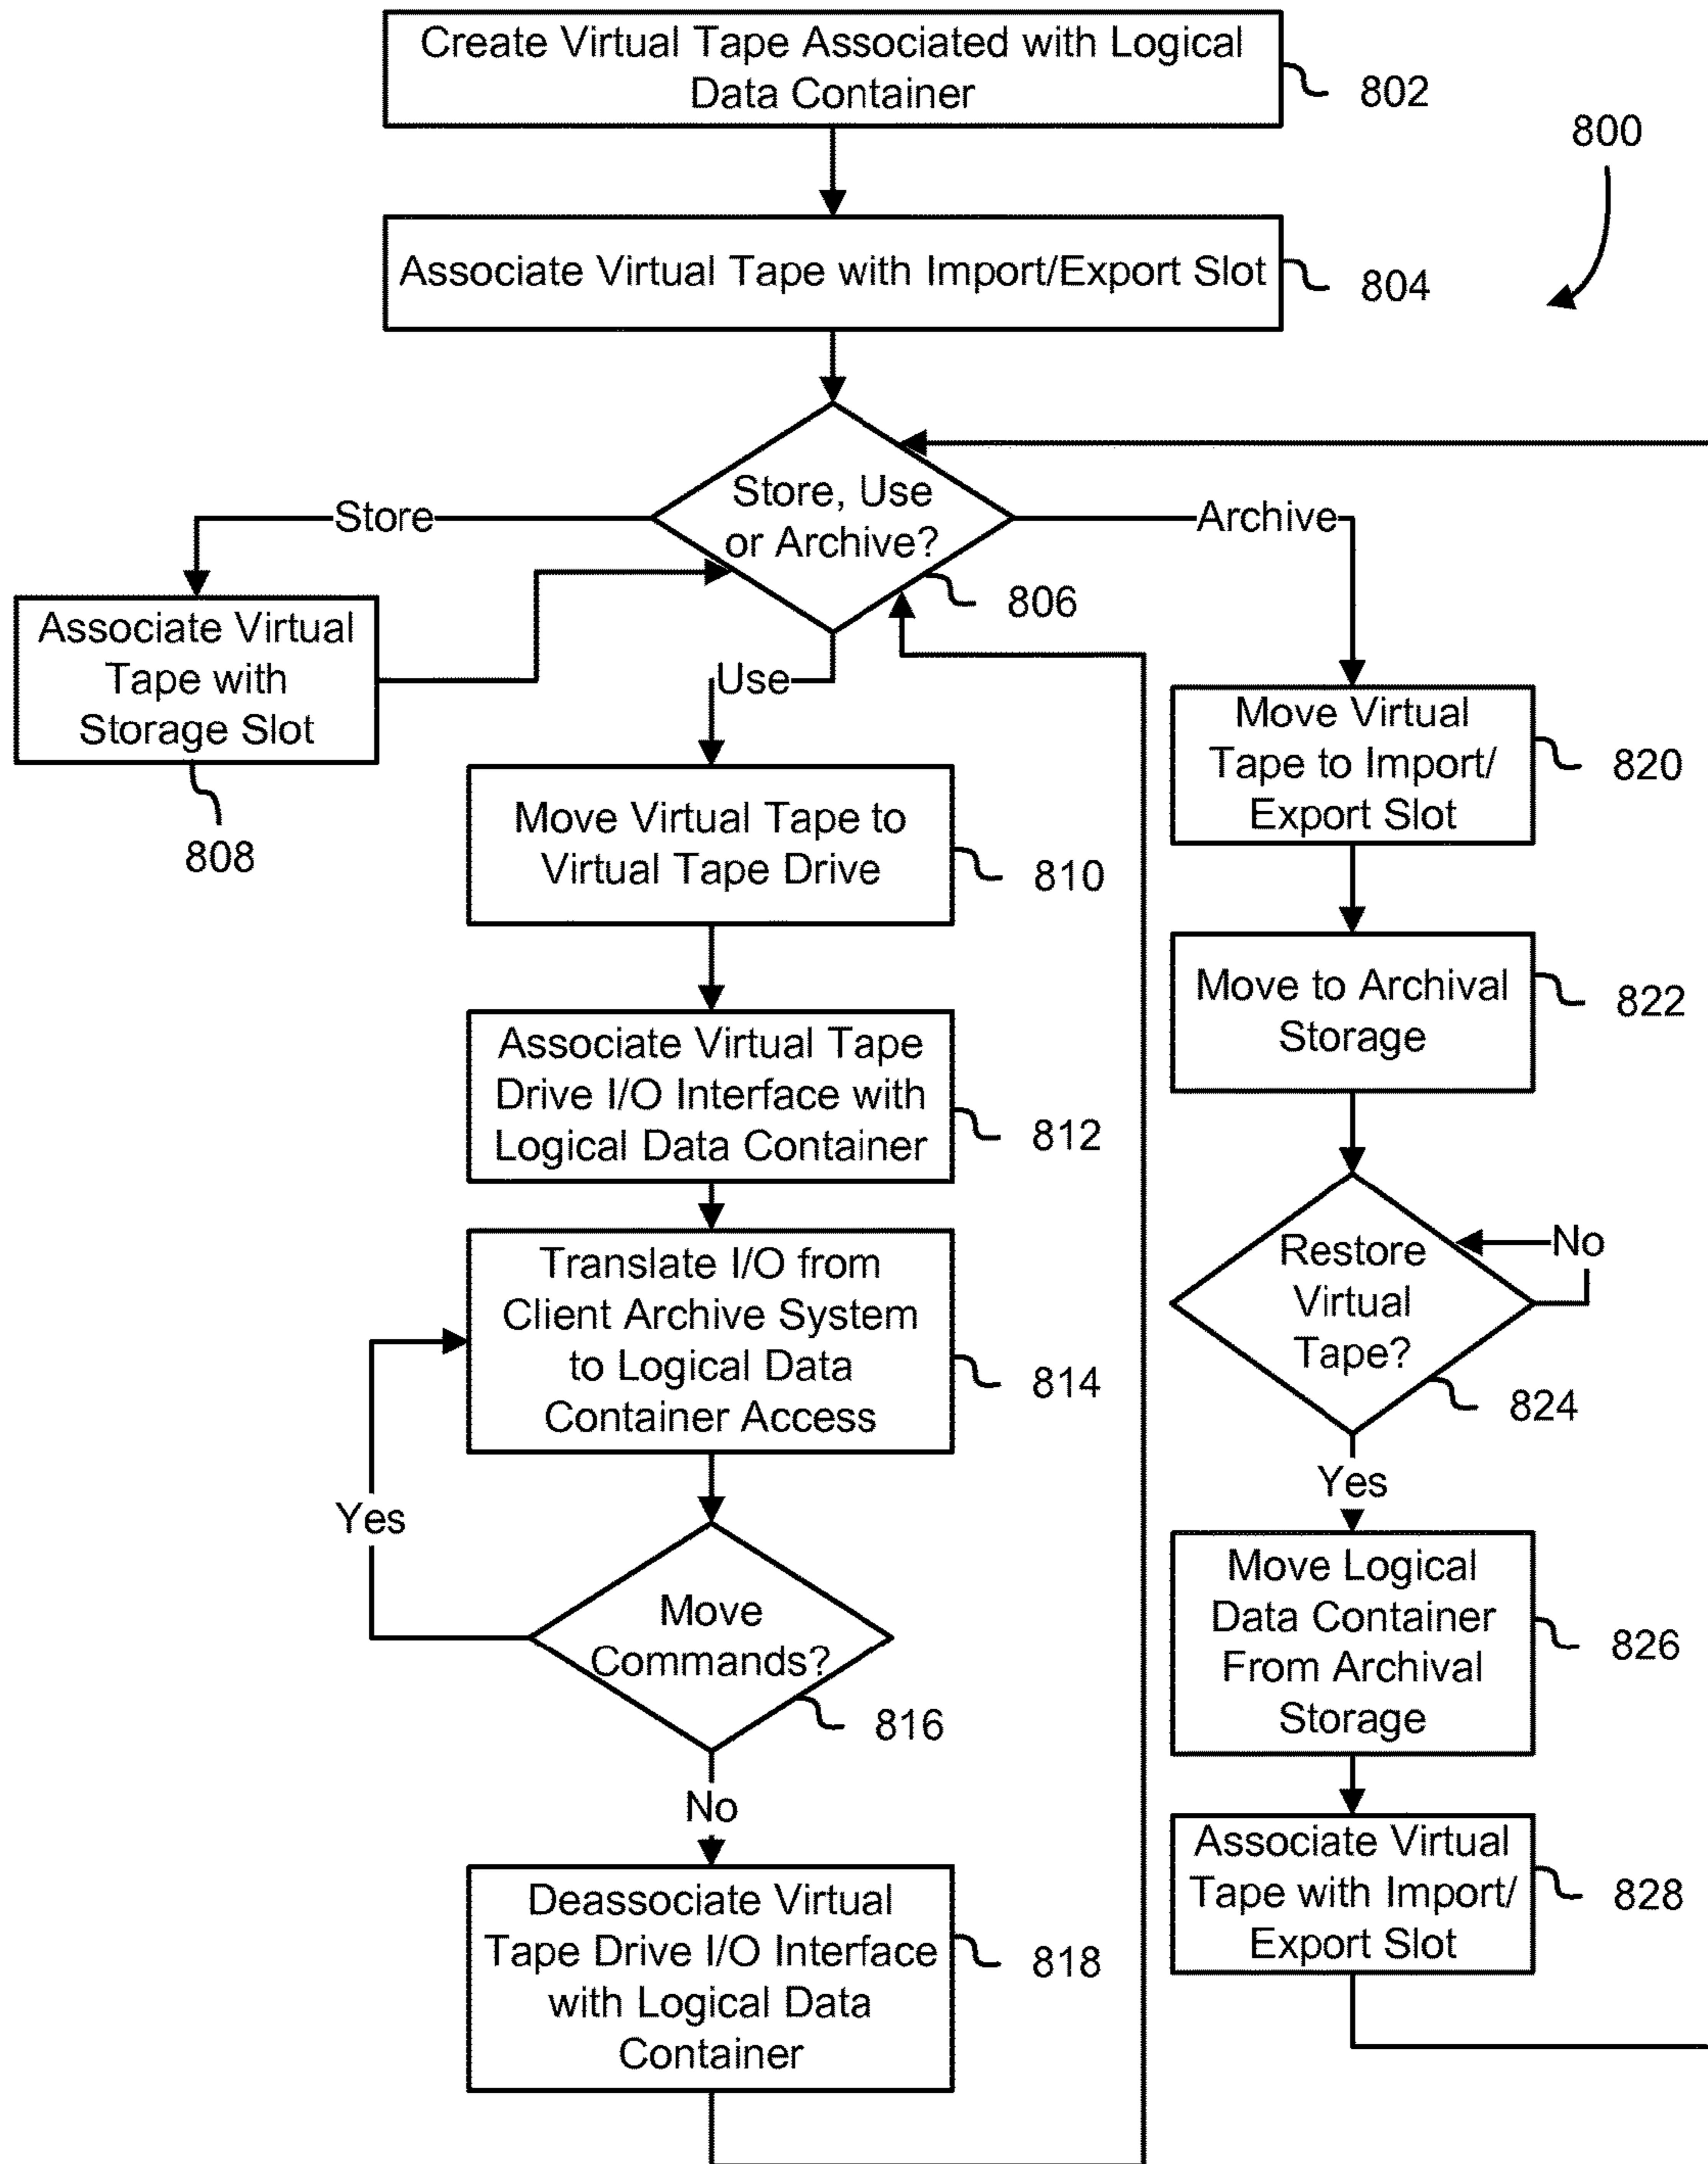 Create Virtual Tape Associated with Logical
Data Container
802
800
Associate Virtual Tape with Import/Export Slot
804
Store, Use
or Archive?
806
Store
Archive
Use
Associate Virtual
Tape with
Storage Slot
808
Move Virtual Tape to
Virtual Tape Drive
810
Associate Virtual Tape
Drive I/O Interface with
Logical Data Container
812
Translate I/O from
Client Archive System
to Logical Data
Container Access
814
Yes
Move
Commands?
816
No
Deassociate Virtual
Tape Drive I/O Interface
with Logical Data
Container
818
Move Virtual
Tape to Import/
Export Slot
820
Move to Archival
Storage
822
Restore
Virtual
Tape?
824
No
Yes
Move Logical
Data Container
From Archival
Storage
826
Associate Virtual
Tape with Import/
Export Slot
828